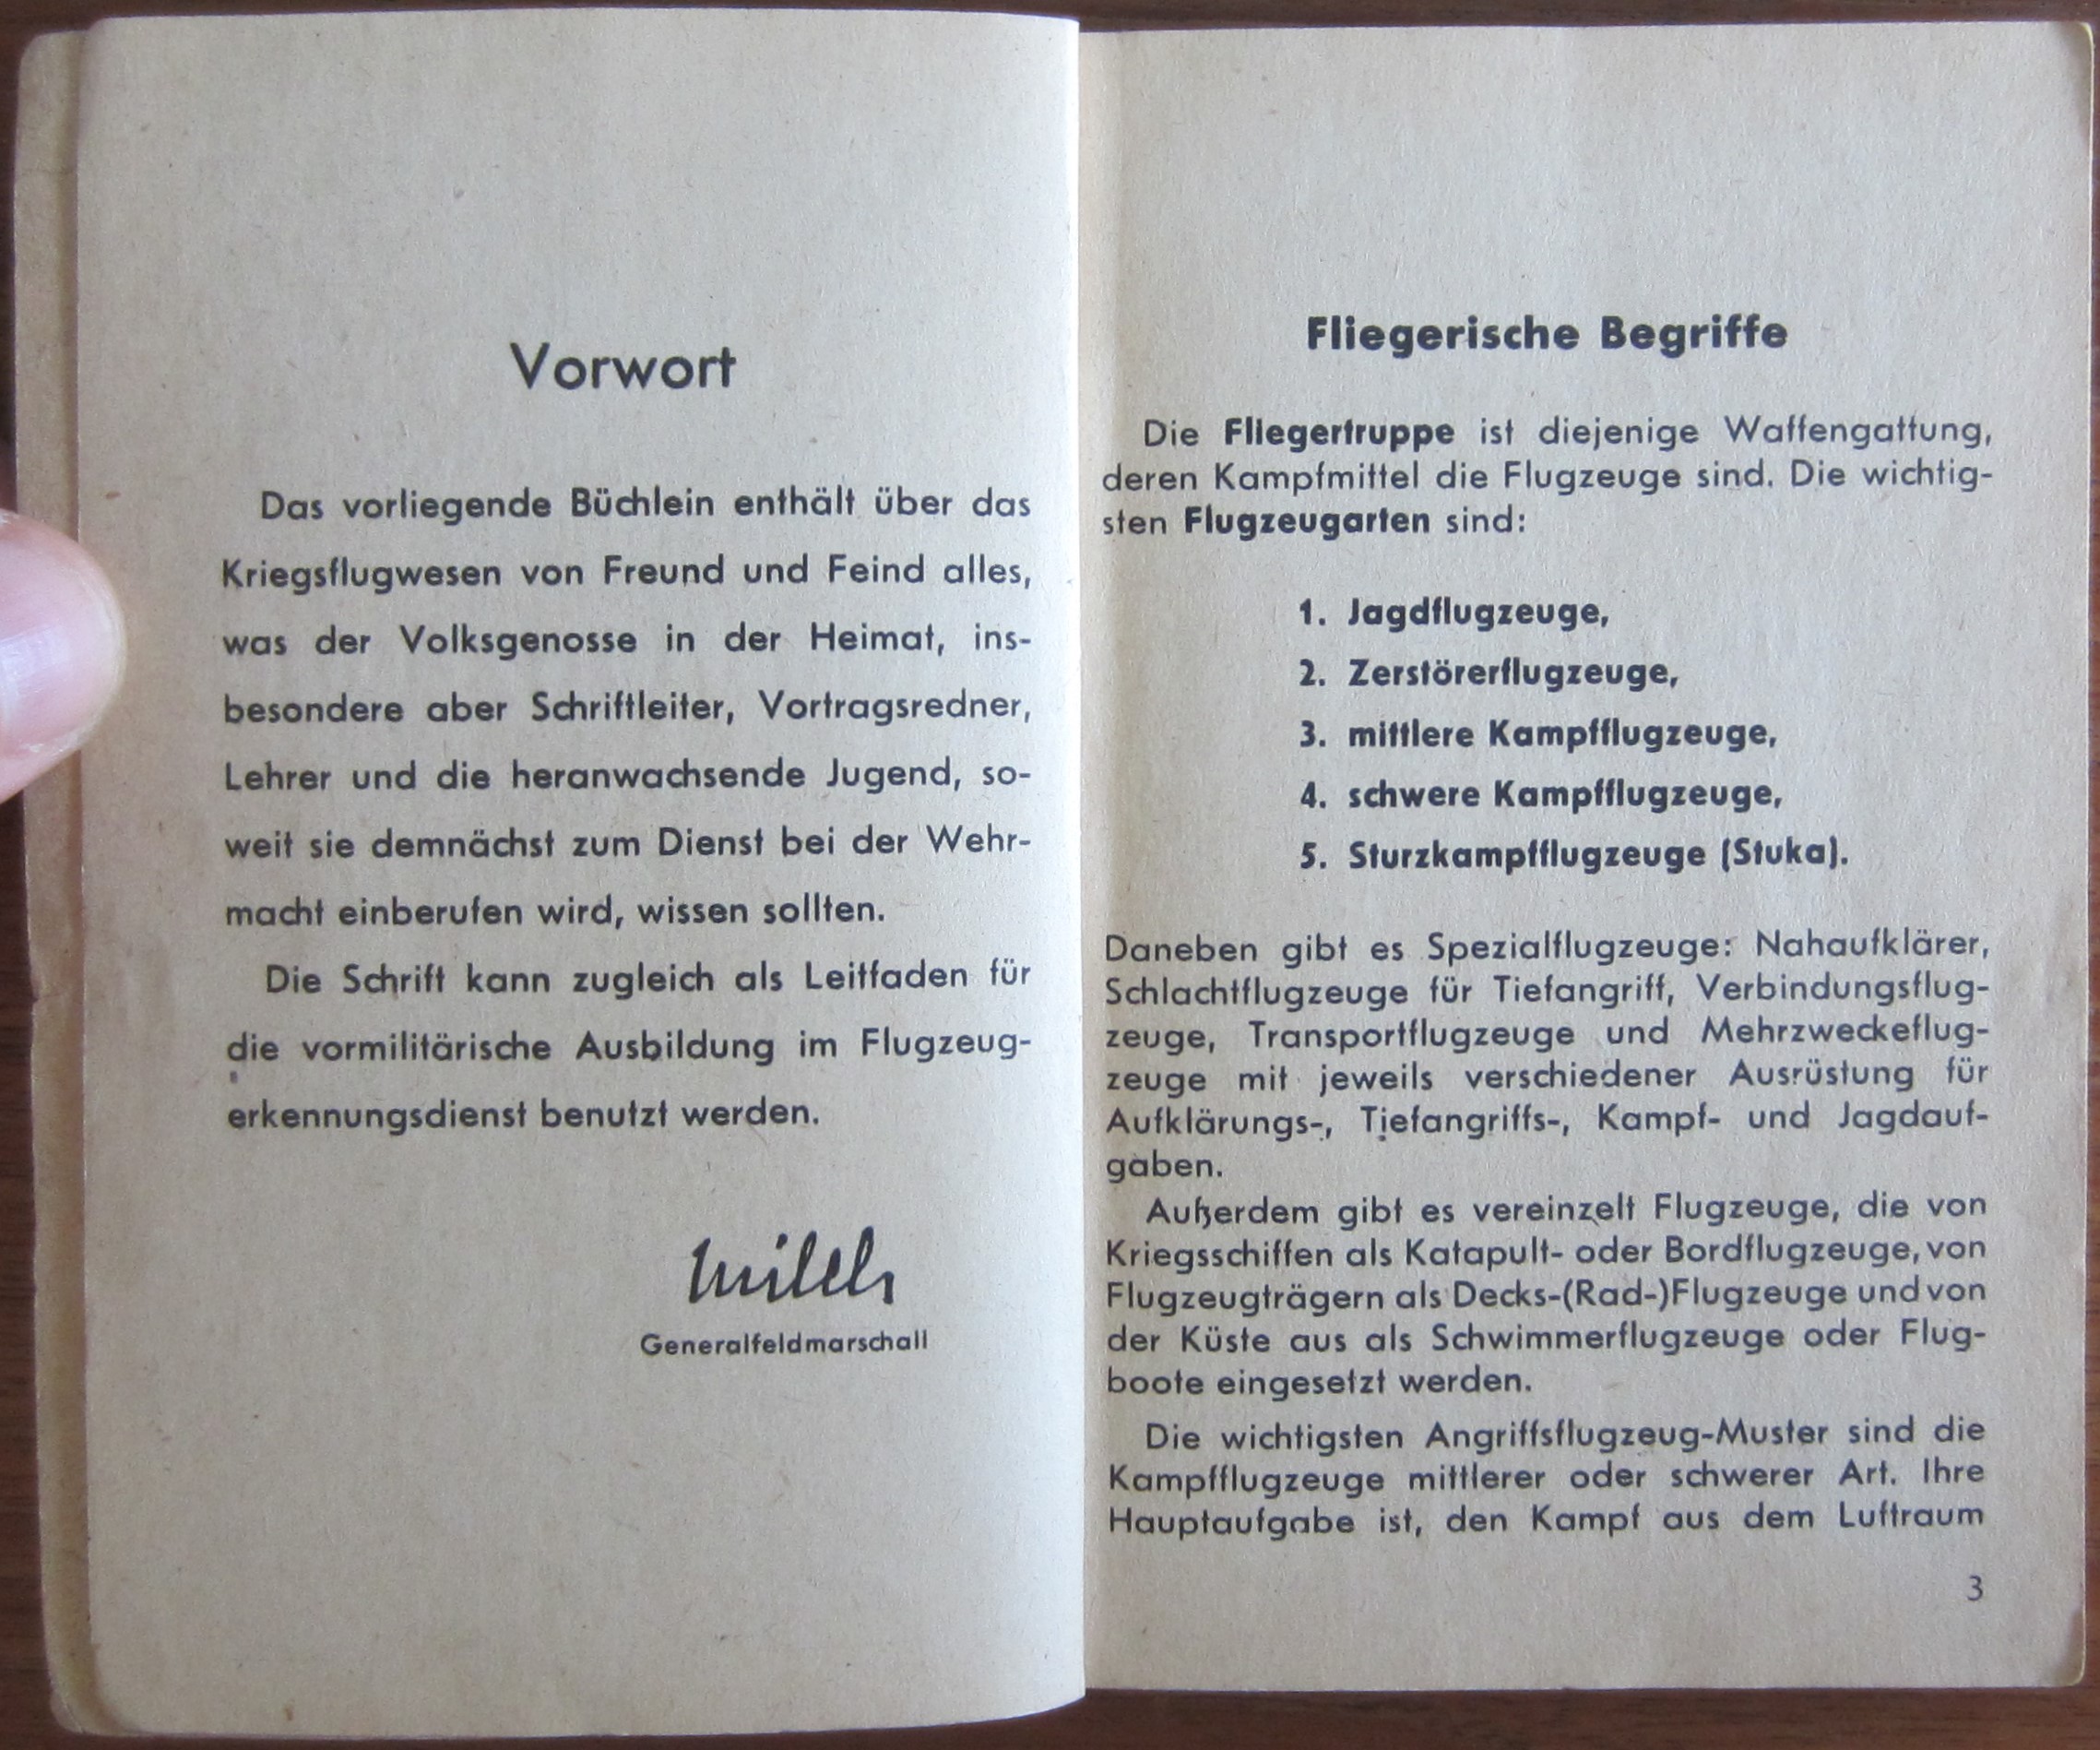 Vorwort
Das vorliegende Büchlein enthält über das
Kriegsflugwesen von Freund und Feind alles,
was der Volksgenosse in der Heimat, ins-
besondere aber Schriftleiter, Vortragsredner,
Lehrer und die heranwachsende Jugend, so-
weit sie demnächst zum Dienst bei der Wehr-
macht einberufen wird, wissen sollten.
Die Schrift kann zugleich als Leitfaden für
die vormilitärische Ausbildung im Flugzeug-
erkennungsdienst benutzt werden.
Milch
Generalfeldmarschall
Fliegerische Begriffe
Die Fliegertruppe ist diejenige Waffengattung,
deren Kampfmittel die Flugzeuge sind. Die wichtig-
sten Flugzeugarten sind:
1. Jagdflugzeuge,
2. Zerstörerflugzeuge,
3. mittlere Kampfflugzeuge,
4. schwere Kampfflugzeuge,
5. Sturzkampfflugzeuge (Stuka).
Daneben gibt es Spezialflugzeuge: Nahaufklärer,
Schlachtflugzeuge für Tiefangriff, Verbindungsflug-
zeuge, Transportflugzeuge und Mehrzweckeflug-
zeuge mit jeweils verschiedener Ausrüstung für
Aufklärungs-, Tiefangriffs-, Kampf- und Jagdauf-
gaben.
Außerdem gibt es vereinzelt Flugzeuge, die von
Kriegsschiffen als Katapult- oder Bordflugzeuge, von
Flugzeugträgern als Decks-(Rad-)Flugzeuge und von
der Küste aus als Schwimmerflugzeuge oder Flug-
boote eingesetzt werden.
Die wichtigsten Angriffsflugzeug-Muster sind die
Kampfflugzeuge mittlerer oder schwerer Art. Ihre
Hauptaufgabe ist, den Kampf aus dem Luftraum
3